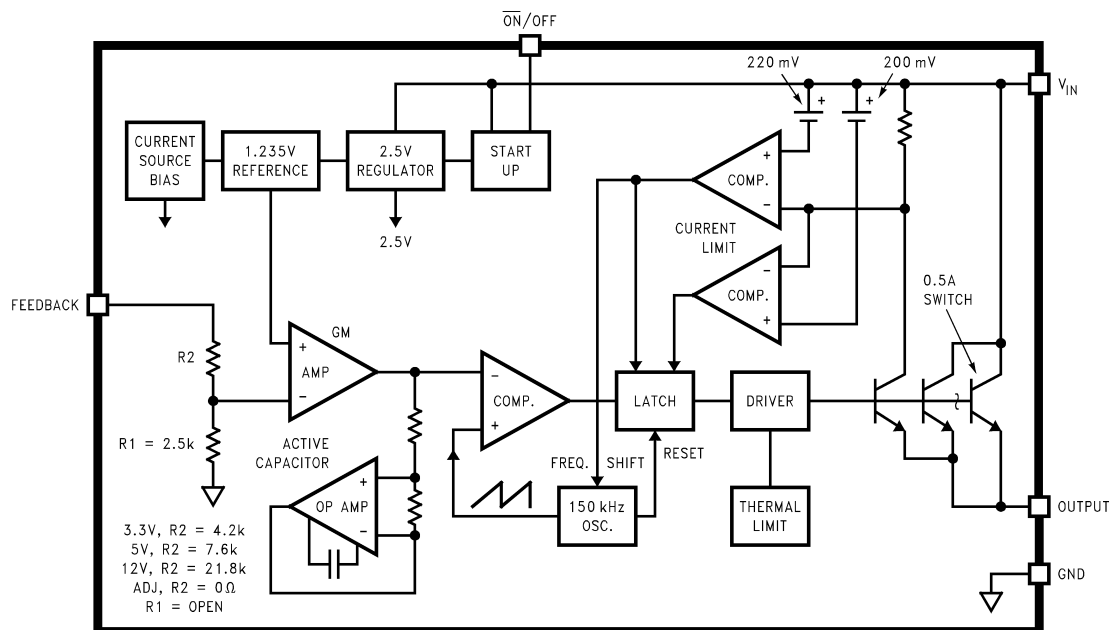 ON/OFF
220 mV
200 mV
+
+
VIN
CURRENT
SOURCE
BIAS
1.235V
REFERENCE
2.5V
REGULATOR
START
UP
+
COMP.
−
2.5V
CURRENT
LIMIT
−
COMP.
+
0.5A
SWITCH
FEEDBACK
R2
GM
+
AMP
−
−
COMP.
+
LATCH
DRIVER
R1 = 2.5k
ACTIVE
CAPACITOR
FREQ. SHIFT
RESET
+
OP AMP
−
150 kHz
OSC.
THERMAL
LIMIT
OUTPUT
3.3V, R2 = 4.2k
5V, R2 = 7.6k
12V, R2 = 21.8k
ADJ, R2 = 0Ω
R1 = OPEN
GND